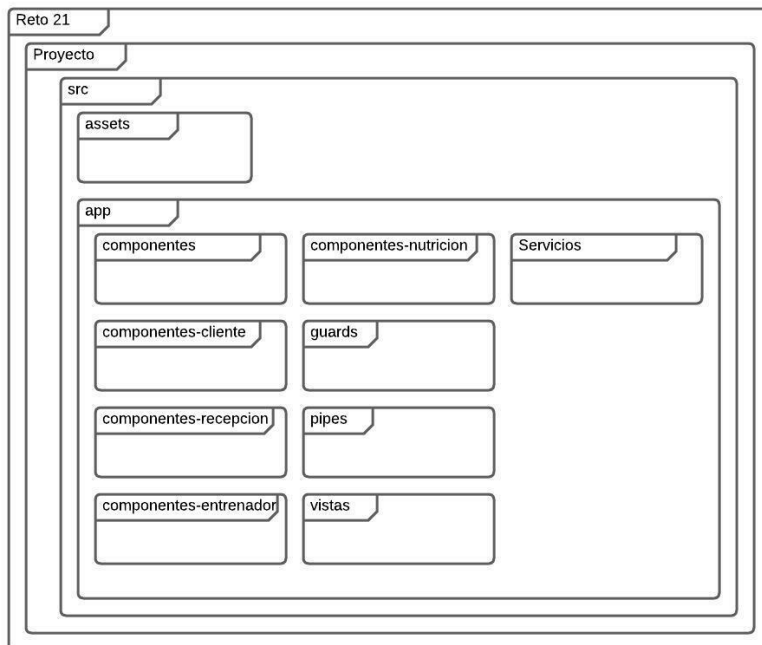 Reto 21
Proyecto
src
assets
app
componentes
componentes-nutricion
Servicios
componentes-cliente
guards
componentes-recepcion
pipes
componentes-entrenador
vistas